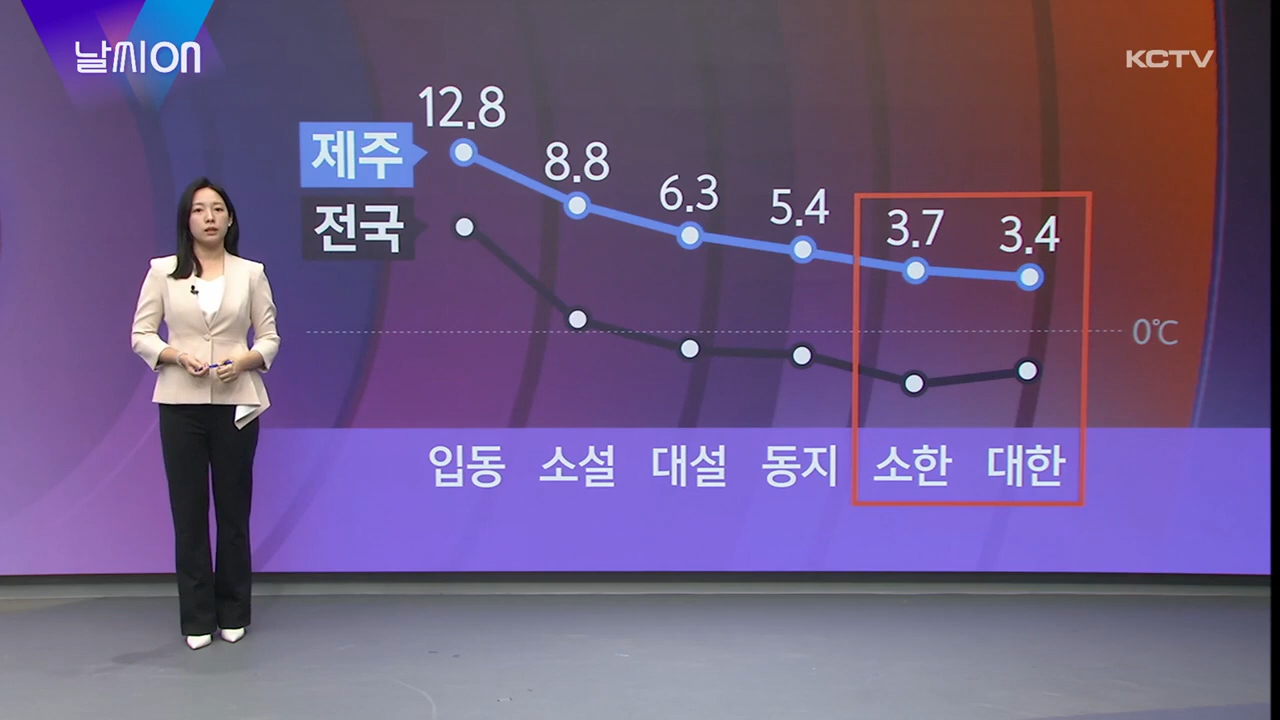 날씨ON
KCTV
12.8
8.8
6.3
5.4
3.7
3.4
제주
전국
0℃
입동 소설 대설 동지 소한 대한